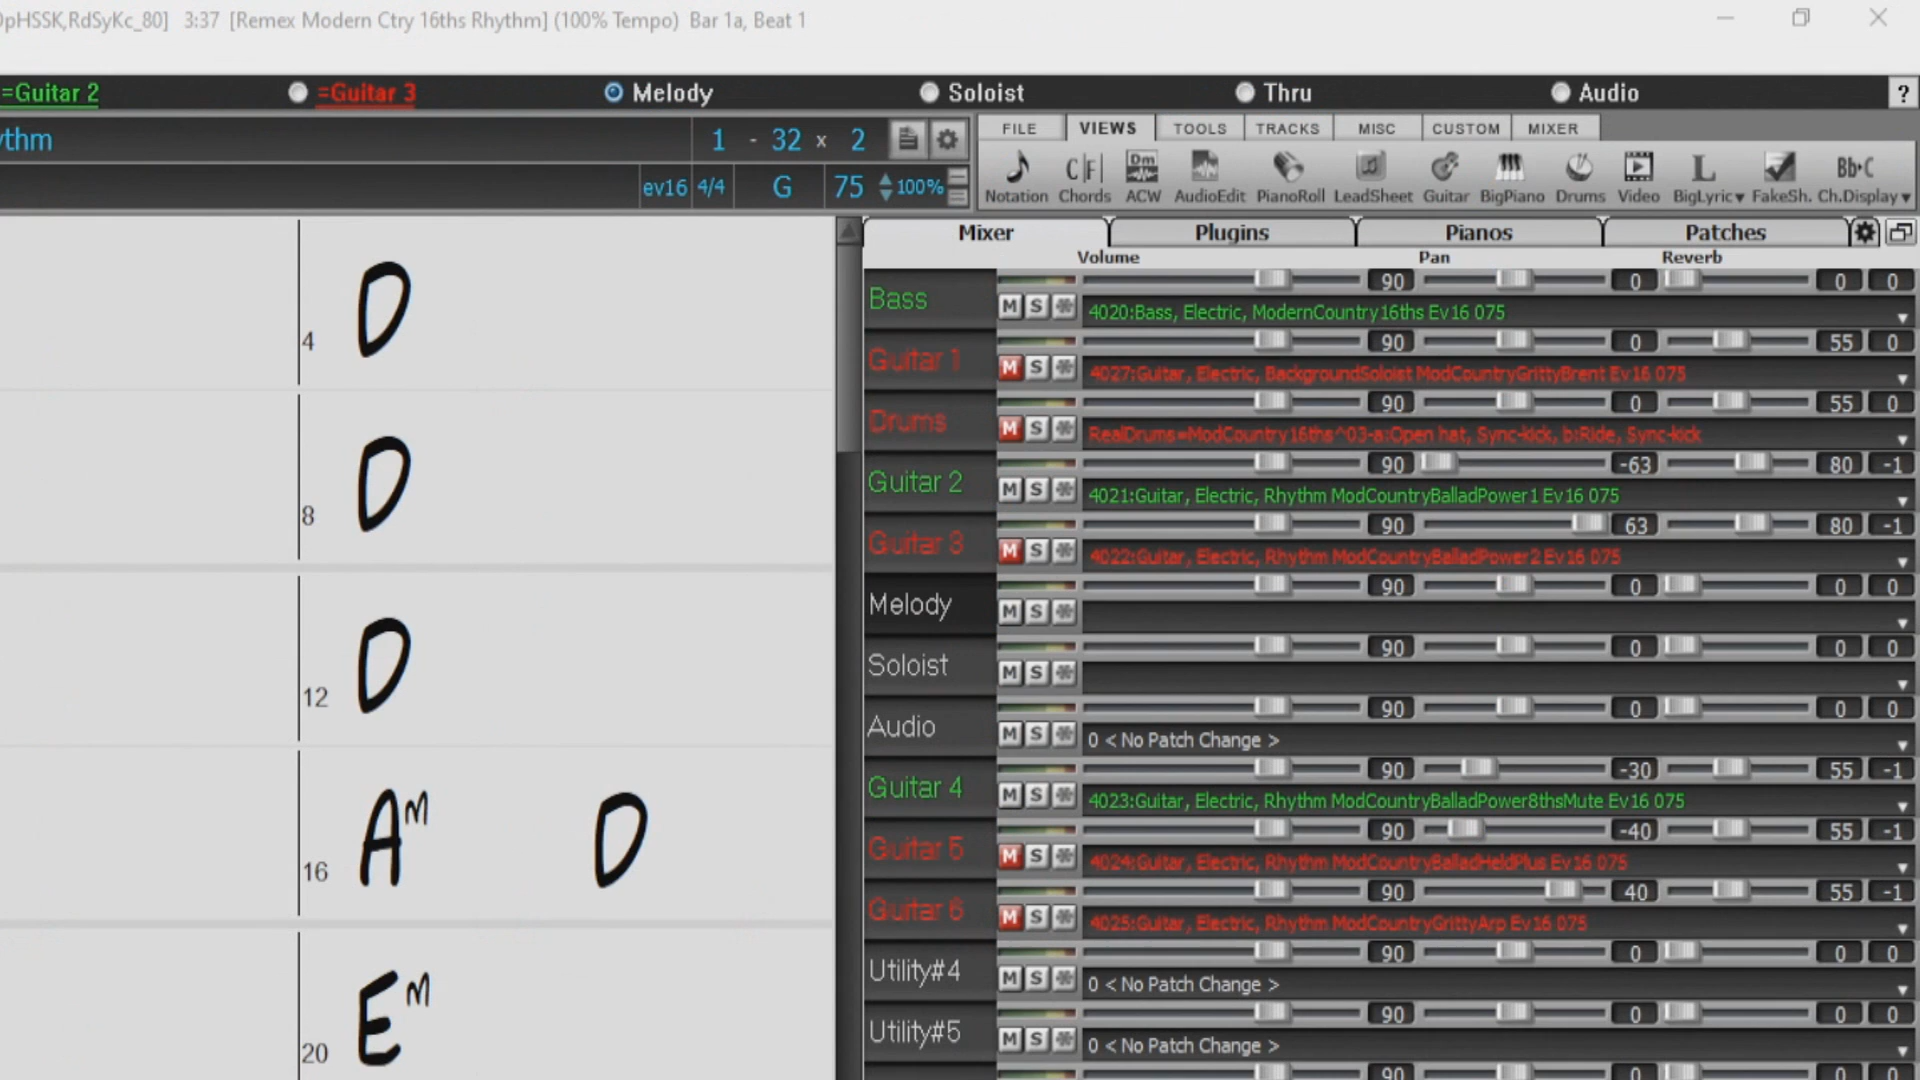 OpHSSK,RdSyKc_80] 3:37 [Remex Modern Ctry 16ths Rhythm] (100% Tempo) Bar 1a, Beat 1
=Guitar 2 =Guitar 3 Melody Soloist Thru Audio ?
ythm 1 - 32 x 2
ev16 4/4 G 75 100%
FILE VIEWS TOOLS TRACKS MISC CUSTOM MIXER
Notation Chords ACW AudioEdit PianoRoll LeadSheet Guitar BigPiano Drums Video BigLyric FakeSh. Ch.Display
Mixer Plugins Pianos Patches
Volume Pan Reverb
4 D
8 D
12 D
16 Am D
20 Em
Bass M S 90 0 0 0
4020:Bass, Electric, ModernCountry16ths Ev16 075
Guitar 1 M S 90 0 55 0
4027:Guitar, Electric, BackgroundSoloist ModCountryGrittyBrent Ev16 075
Drums M S 90 0 55 0
RealDrums=ModCountry16ths^03-a:Open hat, Sync-kick, b:Ride, Sync-kick
Guitar 2 M S 90 -63 80 -1
4021:Guitar, Electric, Rhythm ModCountryBalladPower1 Ev16 075
Guitar 3 M S 90 63 80 -1
4022:Guitar, Electric, Rhythm ModCountryBalladPower2 Ev16 075
Melody M S 90 0 0 0
Soloist M S 90 0 0 0
Audio M S 90 0 0 0
0 < No Patch Change >
Guitar 4 M S 90 -30 55 -1
4023:Guitar, Electric, Rhythm ModCountryBalladPower8thsMute Ev16 075
Guitar 5 M S 90 -40 55 -1
4024:Guitar, Electric, Rhythm ModCountryBalladHeldPlus Ev16 075
Guitar 6 M S 90 40 55 -1
4025:Guitar, Electric, Rhythm ModCountryGrittyArp Ev16 075
Utility#4 M S 90 0 0 0
0 < No Patch Change >
Utility#5 M S 90 0 0 0
0 < No Patch Change >
90 0 0 0